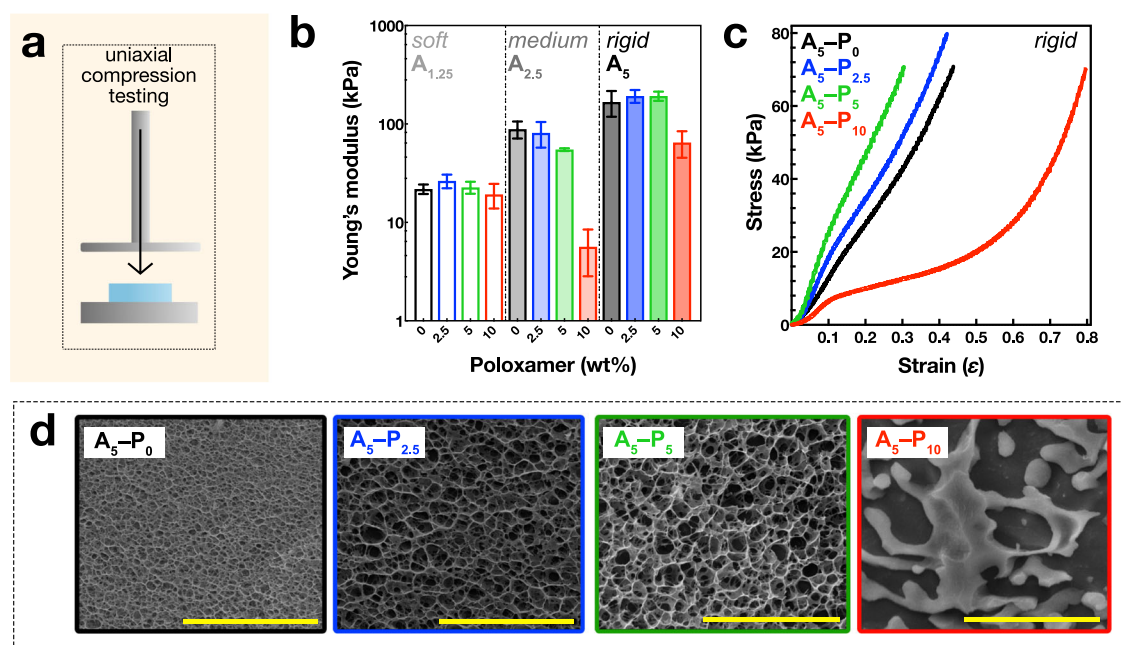 a
uniaxial
compression
testing
b
Young's modulus (kPa)
1000
100
10
1
soft
A1.25
medium
A2.5
rigid
A5
0
2.5
5
10
0
2.5
5
10
0
2.5
5
10
Poloxamer (wt%)
c
Stress (kPa)
80
60
40
20
0
A5–P0
A5–P2.5
A5–P5
A5–P10
rigid
0.1
0.2
0.3
0.4
0.5
0.6
0.7
0.8
Strain (ε)
d
A5–P0
A5–P2.5
A5–P5
A5–P10